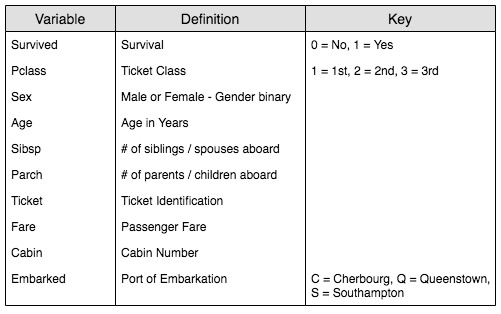 Variable Definition Key
Survived Survival 0 = No, 1 = Yes
Pclass Ticket Class 1 = 1st, 2 = 2nd, 3 = 3rd
Sex Male or Female - Gender binary
Age Age in Years
Sibsp # of siblings / spouses aboard
Parch # of parents / children aboard
Ticket Ticket Identification
Fare Passenger Fare
Cabin Cabin Number
Embarked Port of Embarkation C = Cherbourg, Q = Queenstown,
S = Southampton